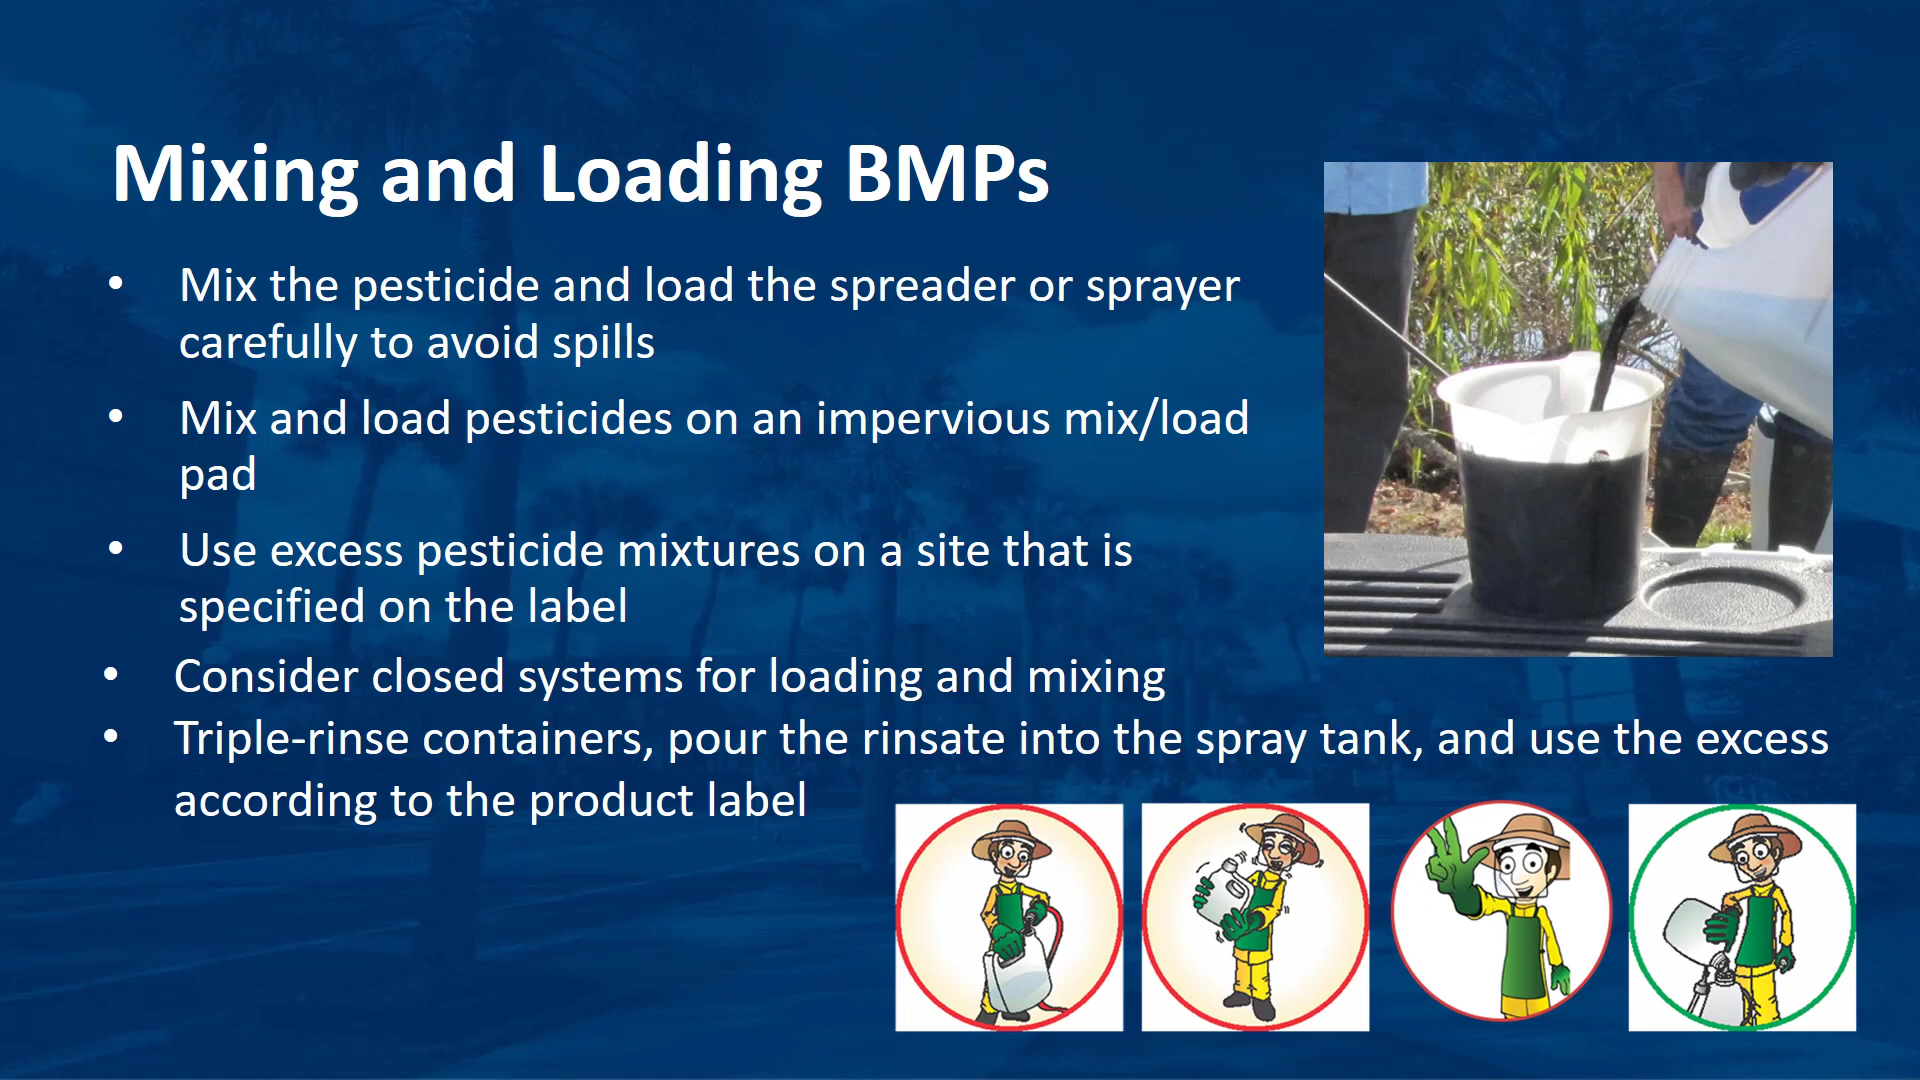 Mixing and Loading BMPs
• Mix the pesticide and load the spreader or sprayer
carefully to avoid spills
• Mix and load pesticides on an impervious mix/load
pad
• Use excess pesticide mixtures on a site that is
specified on the label
• Consider closed systems for loading and mixing
• Triple-rinse containers, pour the rinsate into the spray tank, and use the excess
according to the product label